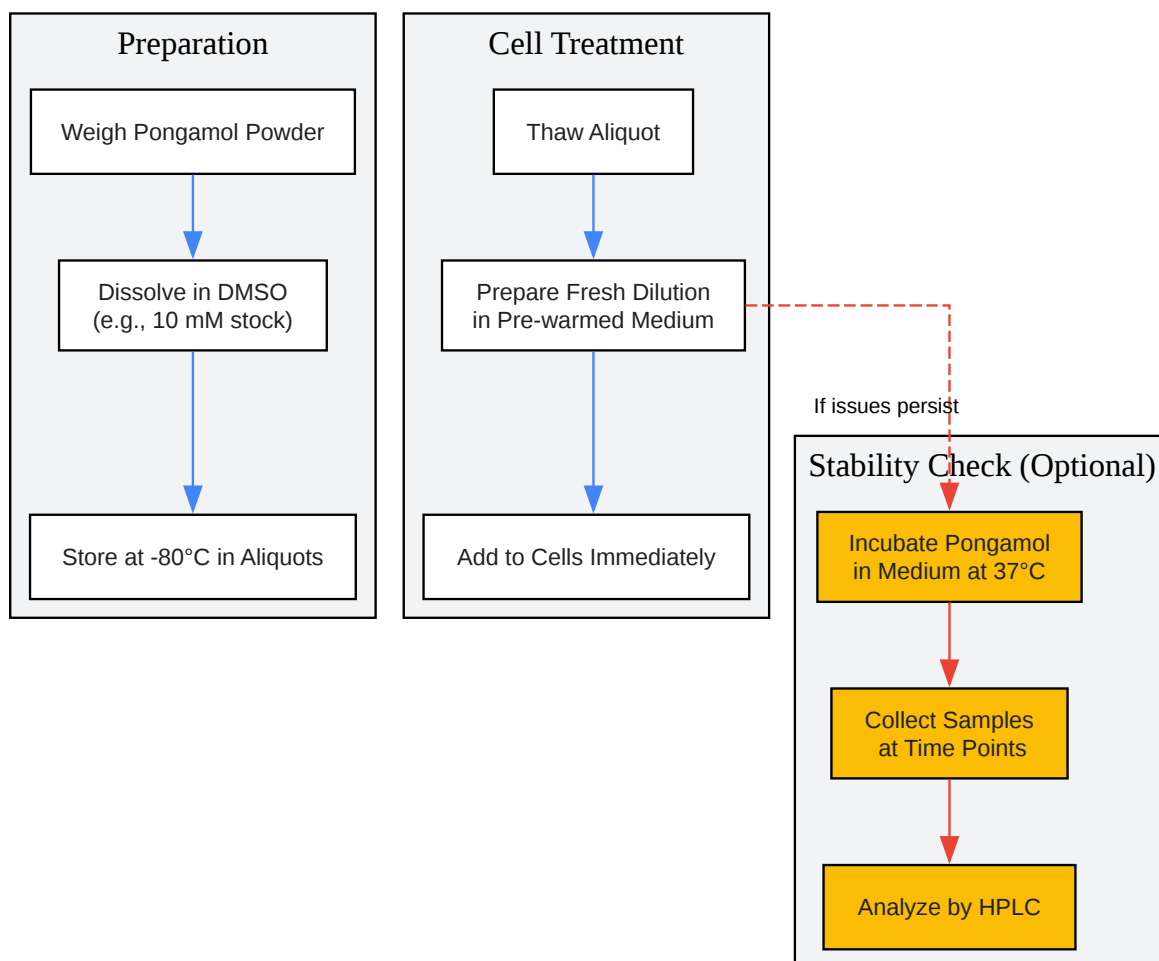 Preparation
Weigh Pongamol Powder
Dissolve in DMSO
(e.g., 10 mM stock)
Store at -80°C in Aliquots
Cell Treatment
Thaw Aliquot
Prepare Fresh Dilution
in Pre-warmed Medium
Add to Cells Immediately
If issues persist
Stability Check (Optional)
Incubate Pongamol
in Medium at 37°C
Collect Samples
at Time Points
Analyze by HPLC